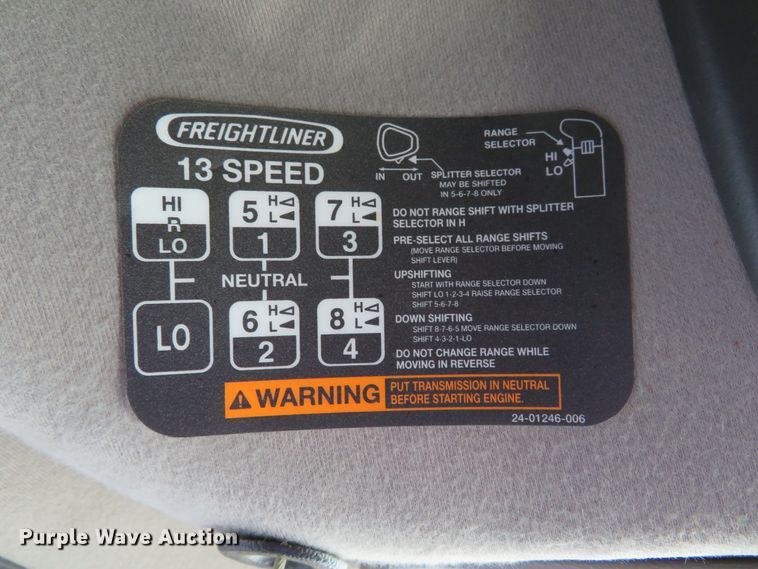 FREIGHTLINER
13 SPEED
IN OUT
SPLITTER SELECTOR
MAY BE SHIFTED
IN 5-6-7-8 ONLY
RANGE
SELECTOR
HI
LO
HI
R
LO
5 H L
1
7 H L
3
NEUTRAL
LO
6 H L
2
8 H L
4
DO NOT RANGE SHIFT WITH SPLITTER
SELECTOR IN H
PRE-SELECT ALL RANGE SHIFTS
(MOVE RANGE SELECTOR BEFORE MOVING
SHIFT LEVER)
UPSHIFTING
START WITH RANGE SELECTOR DOWN
SHIFT LO 1-2-3-4 RAISE RANGE SELECTOR
SHIFT 5-6-7-8
DOWN SHIFTING
SHIFT 8-7-6-5 MOVE RANGE SELECTOR DOWN
SHIFT 4-3-2-1-LO
DO NOT CHANGE RANGE WHILE
MOVING IN REVERSE
WARNING
PUT TRANSMISSION IN NEUTRAL
BEFORE STARTING ENGINE.
24-01246-006
Purple Wave Auction